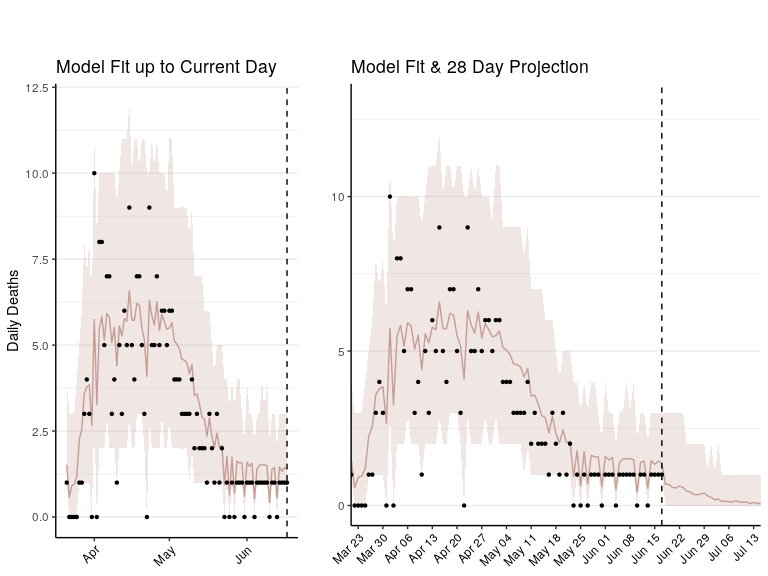 Model Fit up to Current Day
Model Fit & 28 Day Projection
Daily Deaths
12.5
10.0
7.5
5.0
2.5
0.0
Apr
May
Jun
10
5
0
Mar 23
Mar 30
Apr 06
Apr 13
Apr 20
Apr 27
May 04
May 11
May 18
May 25
Jun 01
Jun 08
Jun 15
Jun 22
Jun 29
Jul 06
Jul 13